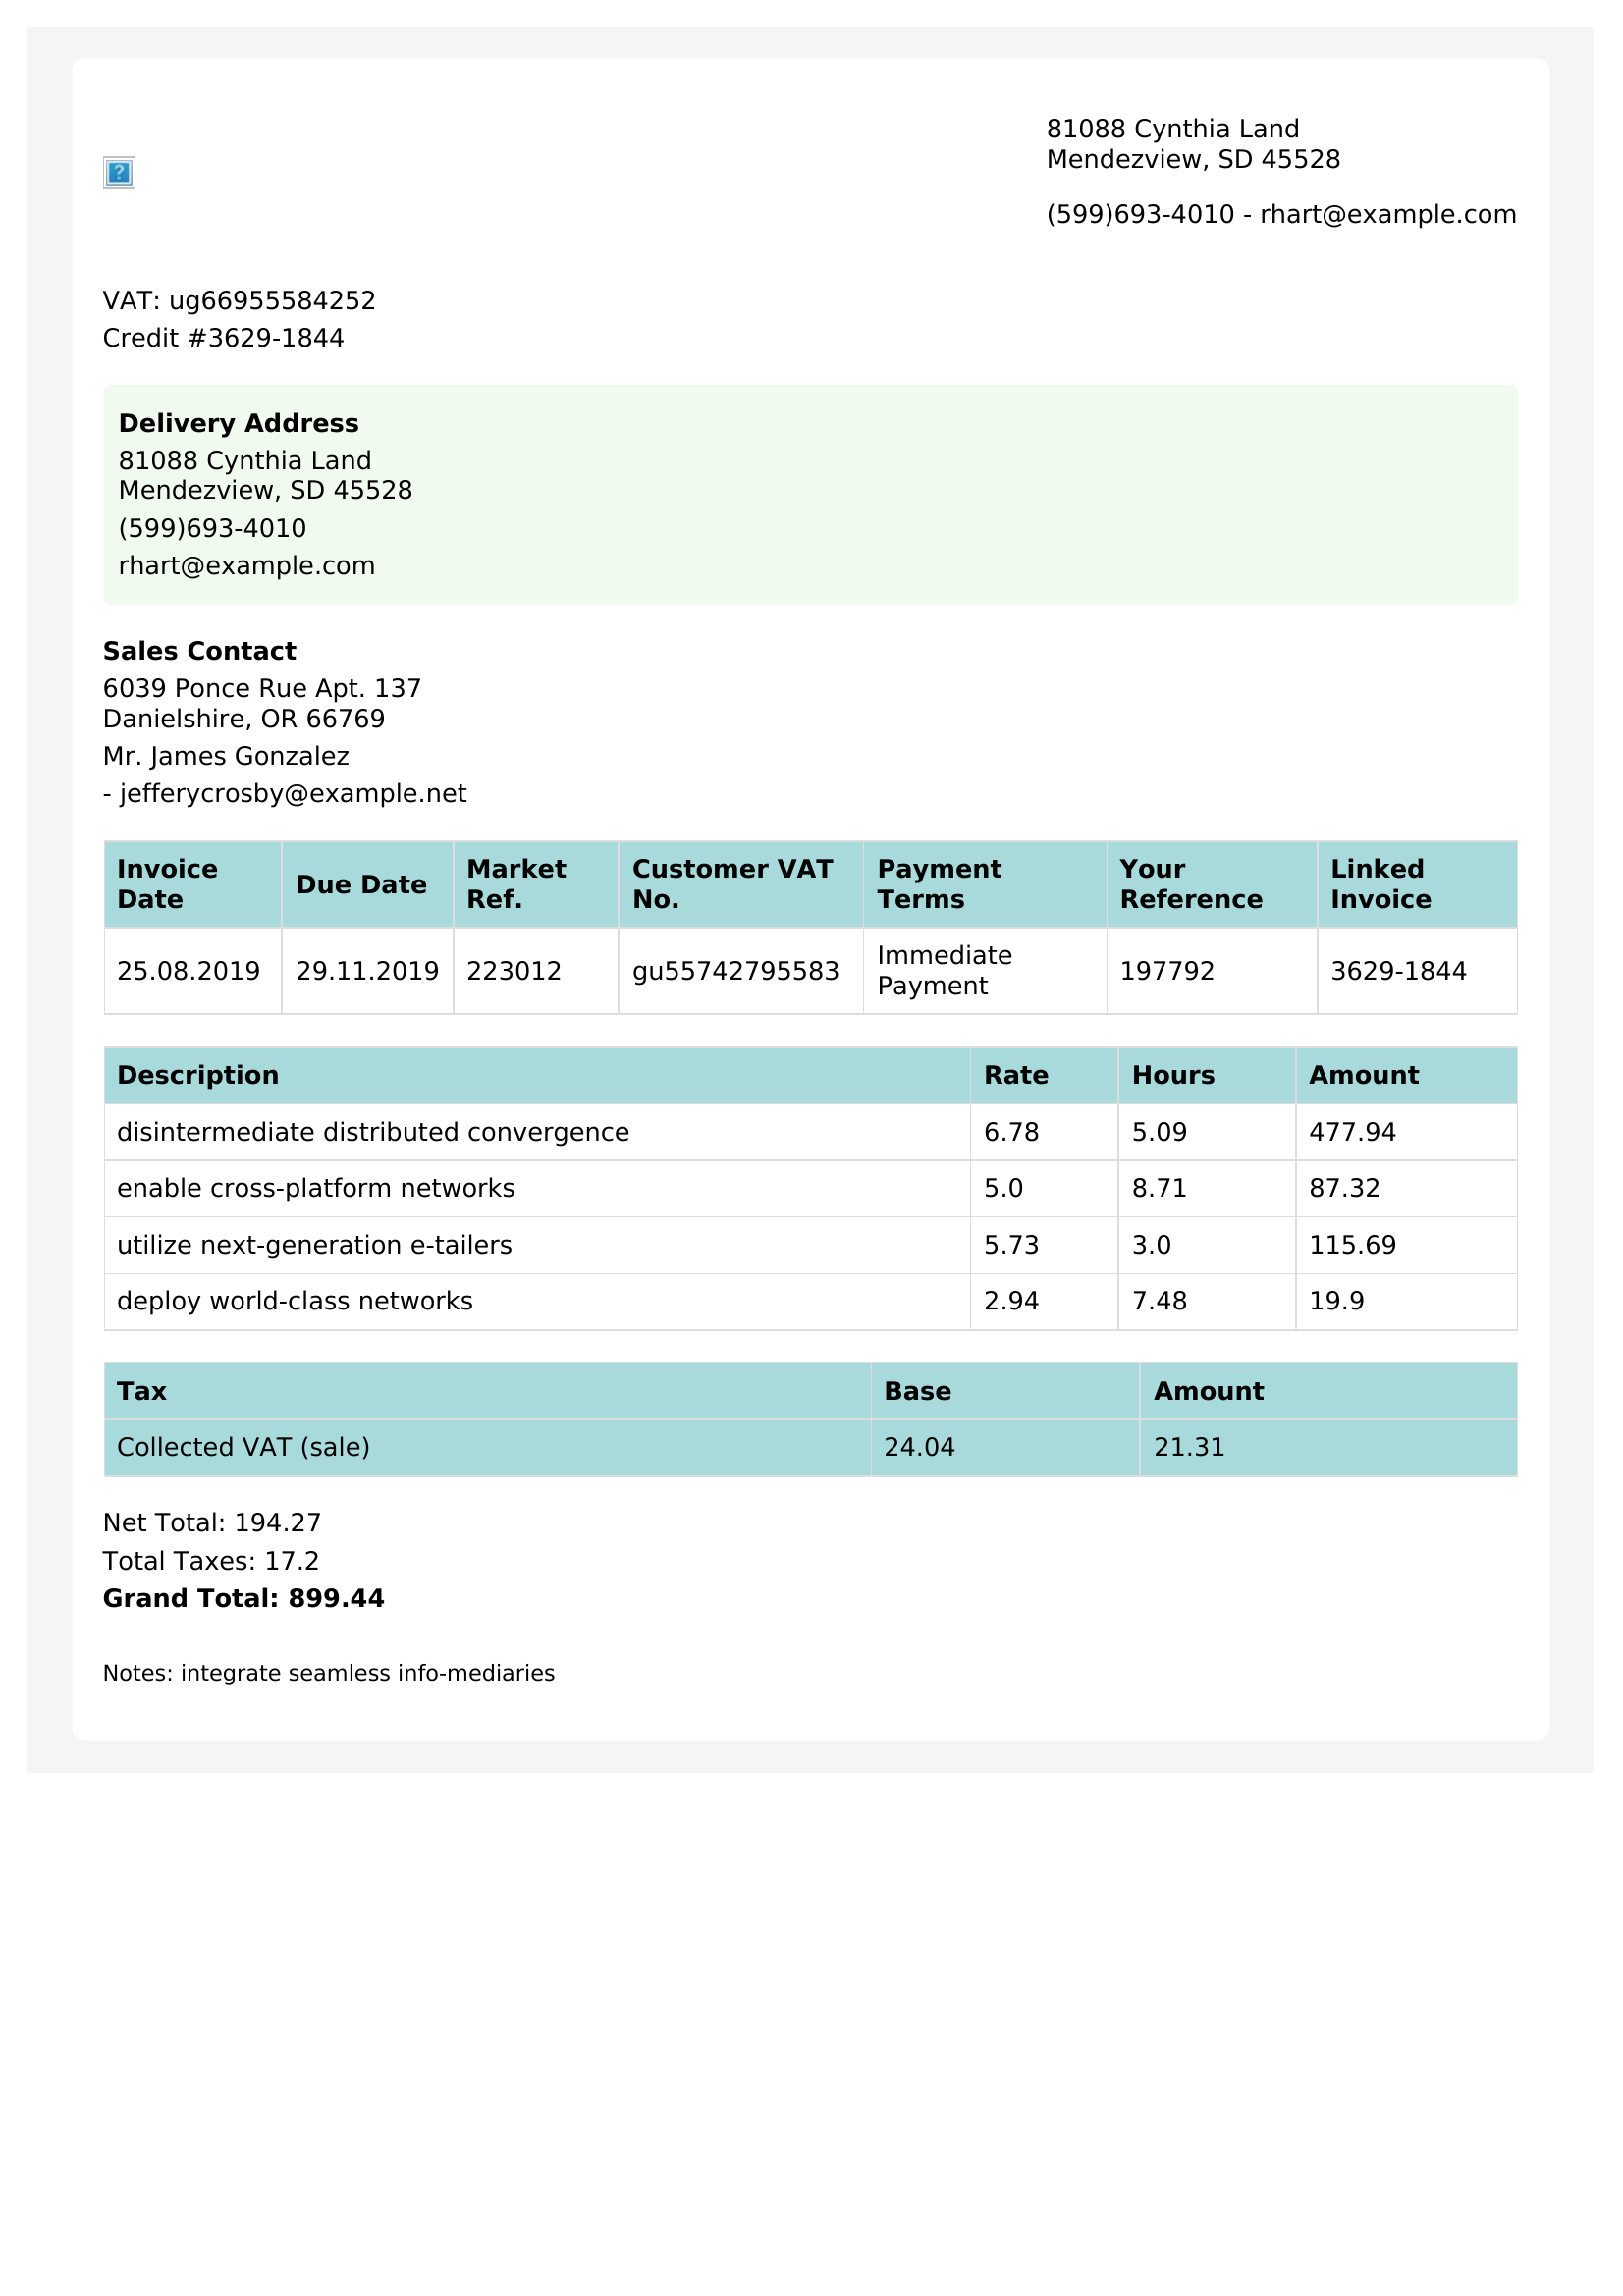 81088 Cynthia Land
Mendezview, SD 45528
(599)693-4010 - rhart@example.com
VAT: ug66955584252
Credit #3629-1844
Delivery Address
81088 Cynthia Land
Mendezview, SD 45528
(599)693-4010
rhart@example.com
Sales Contact
6039 Ponce Rue Apt. 137
Danielshire, OR 66769
Mr. James Gonzalez
- jefferycrosby@example.net
Invoice Date Due Date Market Ref. Customer VAT No. Payment Terms Your Reference Linked Invoice
25.08.2019 29.11.2019 223012 gu55742795583 Immediate Payment 197792 3629-1844
Description Rate Hours Amount
disintermediate distributed convergence 6.78 5.09 477.94
enable cross-platform networks 5.0 8.71 87.32
utilize next-generation e-tailers 5.73 3.0 115.69
deploy world-class networks 2.94 7.48 19.9
Tax Base Amount
Collected VAT (sale) 24.04 21.31
Net Total: 194.27
Total Taxes: 17.2
Grand Total: 899.44
Notes: integrate seamless info-mediaries